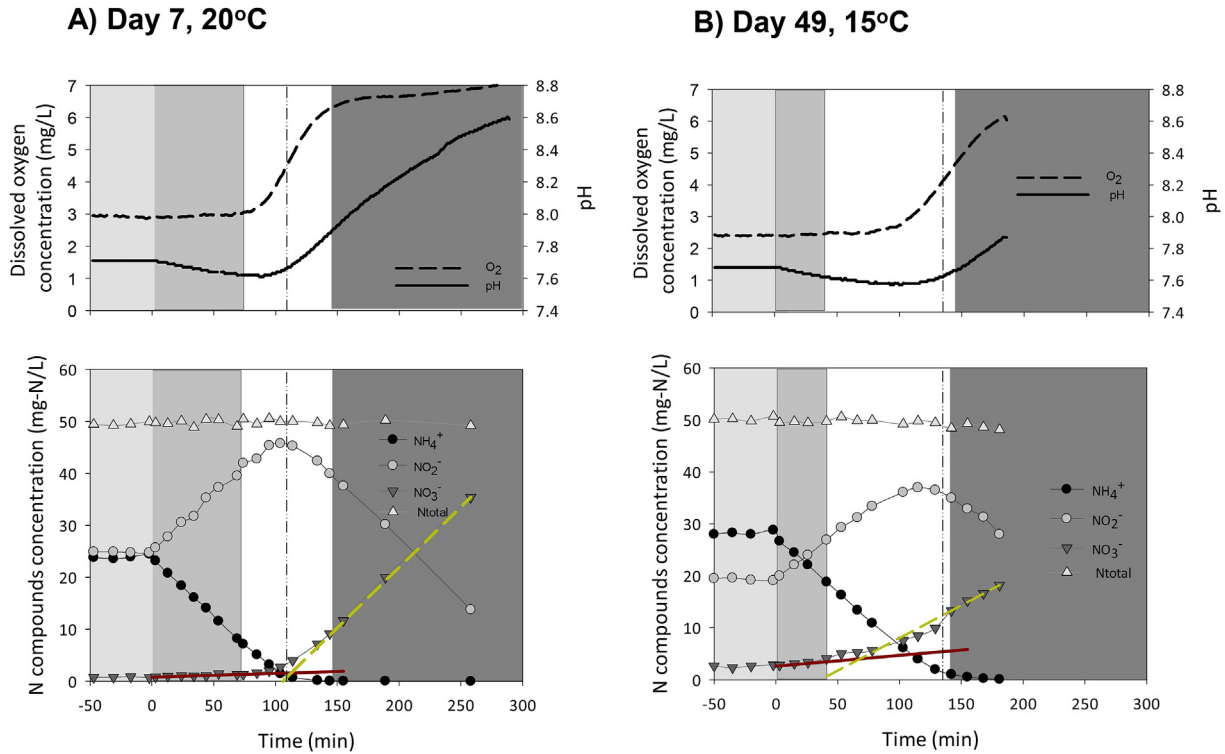 A) Day 7, 20°C
B) Day 49, 15°C
Dissolved oxygen
concentration (mg/L)
7
6
5
4
3
2
1
0
8.8
8.6
8.4
8.2
8.0
7.8
7.6
7.4
pH
O2
pH
Dissolved oxygen
concentration (mg/L)
7
6
5
4
3
2
1
0
8.8
8.6
8.4
8.2
8.0
7.8
7.6
7.4
pH
O2
pH
N compounds concentration (mg-N/L)
60
50
40
30
20
10
0
NH4+
NO2-
NO3-
Ntotal
-50 0 50 100 150 200 250 300
Time (min)
N compounds concentration (mg-N/L)
60
50
40
30
20
10
0
NH4+
NO2-
NO3-
Ntotal
-50 0 50 100 150 200 250 300
Time (min)